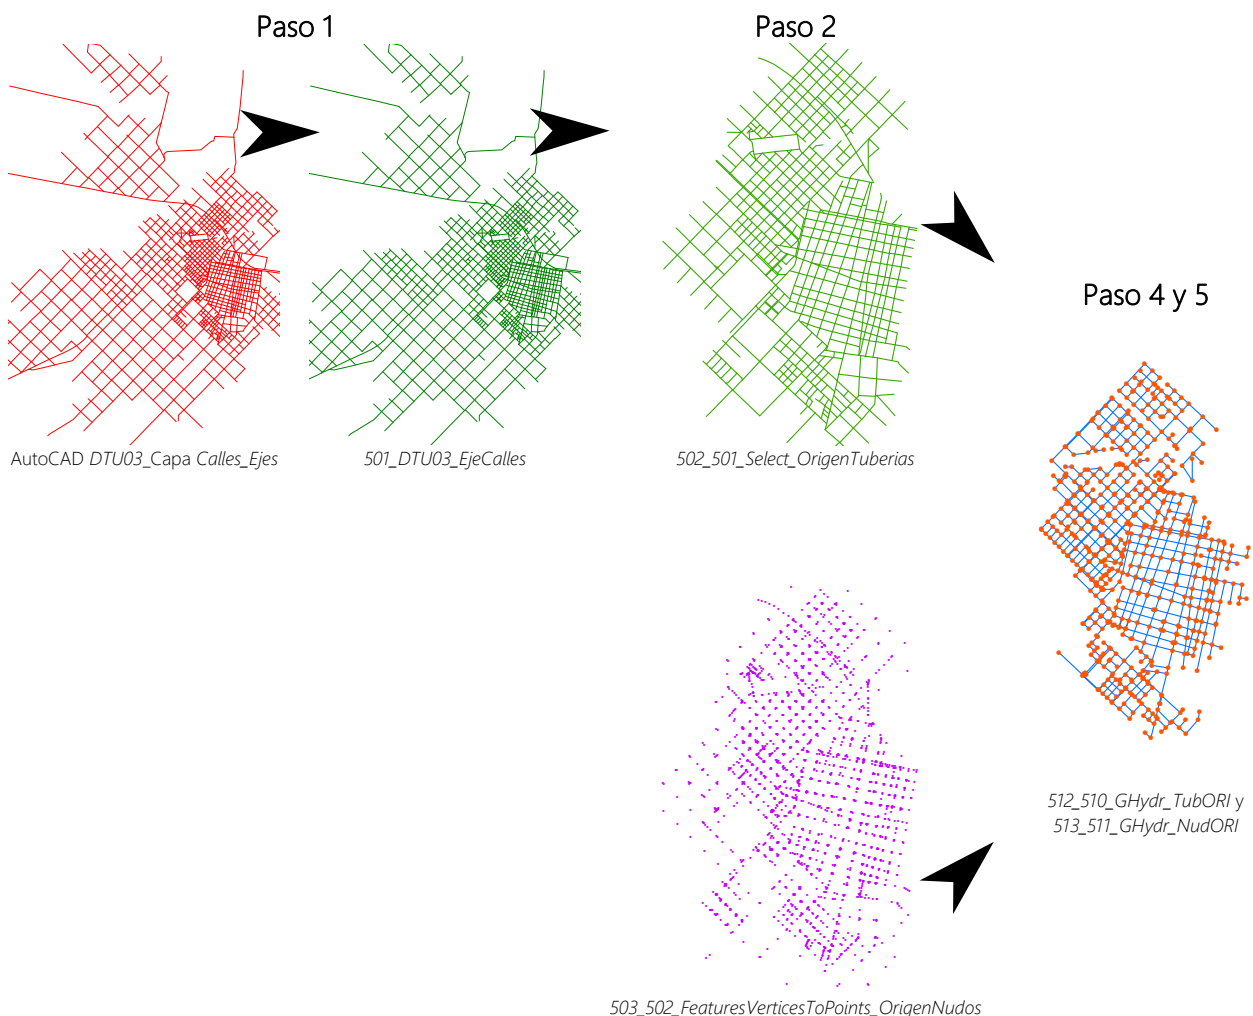 Paso 1
Paso 2
AutoCAD DTU03_Capa Calles_Ejes
501_DTU03_EjeCalles
502_501_Select_OrigenTuberias
Paso 4 y 5
512_510_GHydr_TubORI y
513_511_GHydr_NudORI
503_502_FeaturesVerticesToPoints_OrigenNudos